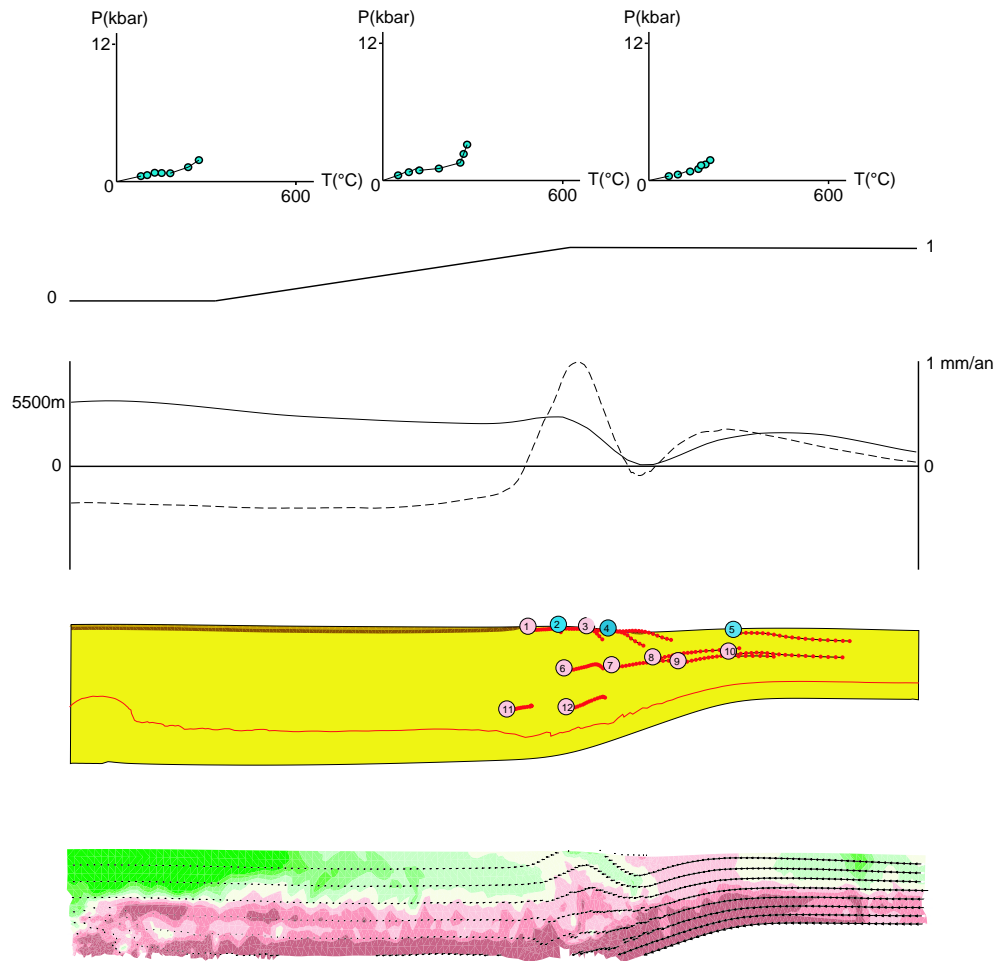 P(kbar) P(kbar) P(kbar)
12 12 12
0 T(°C) 0 T(°C) 0 T(°C)
600 600 600
1
0
1 mm/an
5500m
0 0
1 2 3 4 5
6 7 8 9 10
11 12